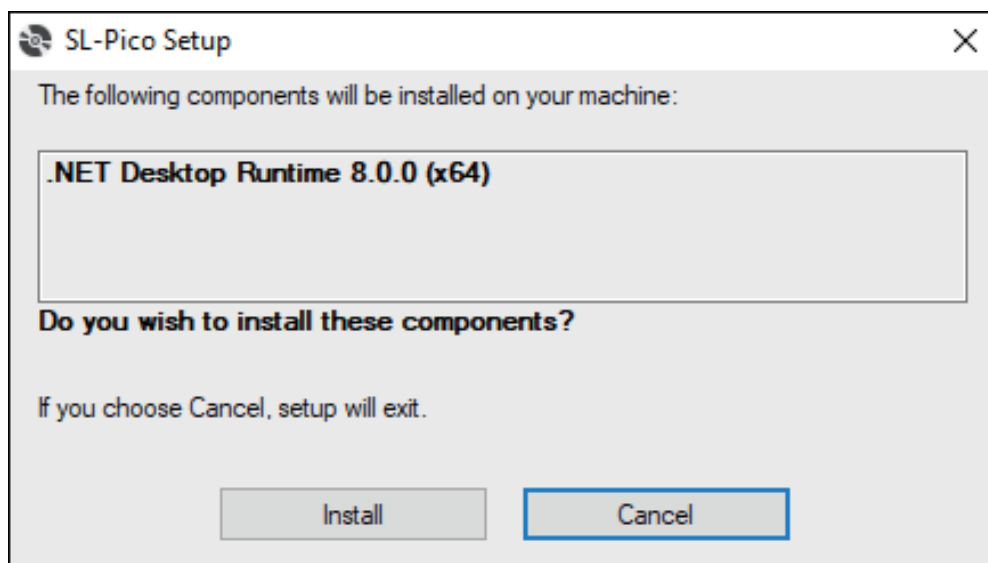 SL-Pico Setup
The following components will be installed on your machine:
.NET Desktop Runtime 8.0.0 (x64)
Do you wish to install these components?
If you choose Cancel, setup will exit.
Install
Cancel